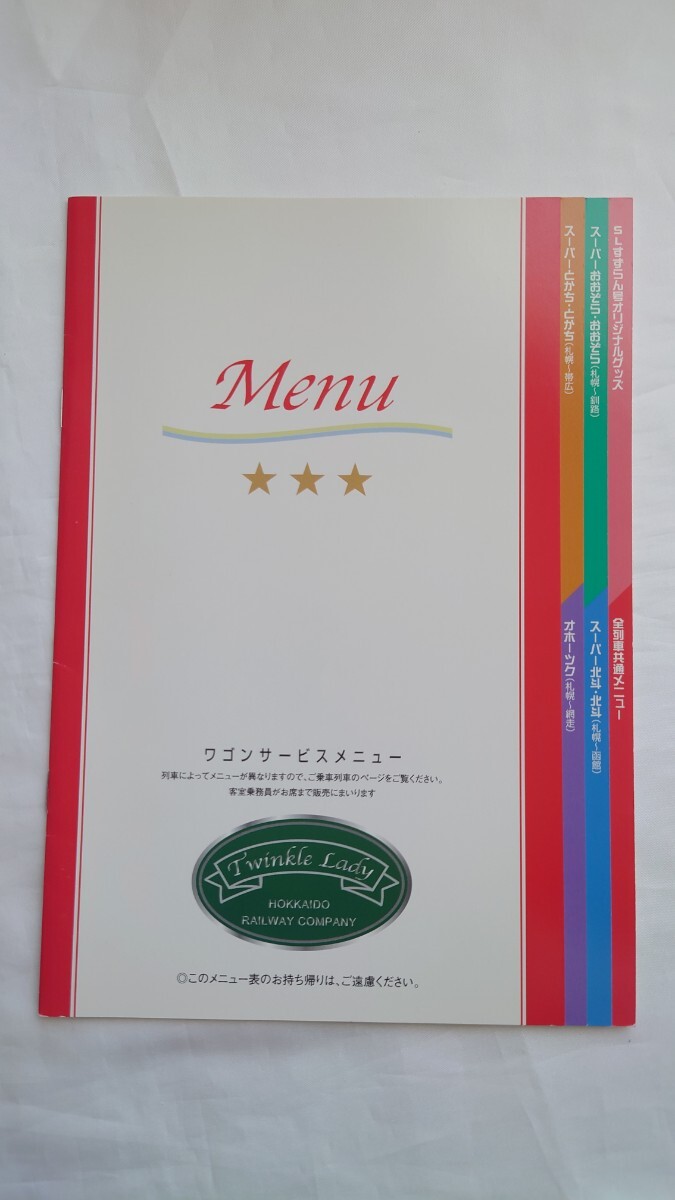 Menu
★★★
ワゴンサービスメニュー
列車によってメニューが異なりますので、ご乗車列車のページをご覧ください。
客室乗務員がお席まで販売にまいります
Twinkle Lady
HOKKAIDO
RAILWAY COMPANY
◎このメニュー表のお持ち帰りは、ご遠慮ください。
SLすずらん号オリジナルグッズ
スーパーおおぞら・おおぞら(札幌〜釧路)
スーパーとかち・とかち(札幌〜帯広)
全列車共通メニュー
スーパー北斗・北斗(札幌〜函館)
オホーツク(札幌〜網走)